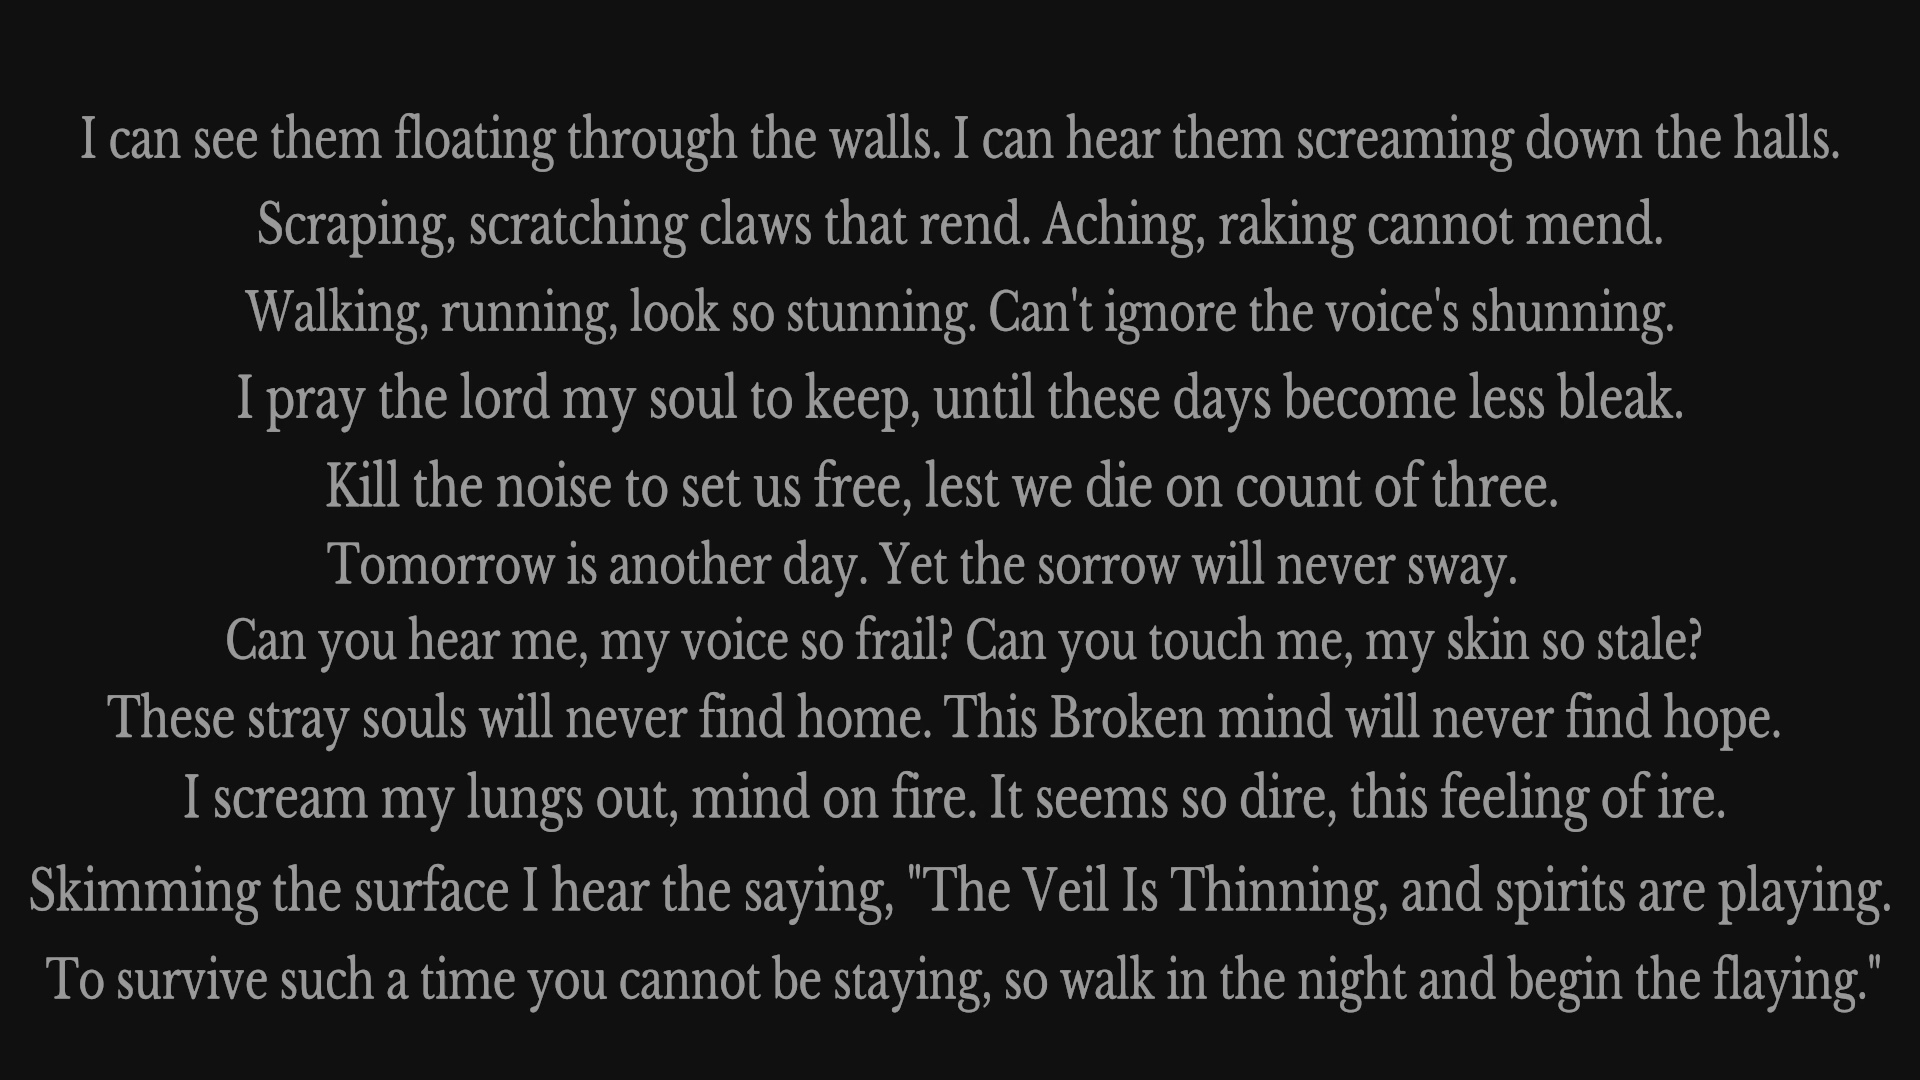 I can see them floating through the walls. I can hear them screaming down the halls.
Scraping, scratching claws that rend. Aching, raking cannot mend.
Walking, running, look so stunning. Can't ignore the voice's shunning.
I pray the lord my soul to keep, until these days become less bleak.
Kill the noise to set us free, lest we die on count of three.
Tomorrow is another day. Yet the sorrow will never sway.
Can you hear me, my voice so frail? Can you touch me, my skin so stale?
These stray souls will never find home. This Broken mind will never find hope.
I scream my lungs out, mind on fire. It seems so dire, this feeling of ire.
Skimming the surface I hear the saying, "The Veil Is Thinning, and spirits are playing.
To survive such a time you cannot be staying, so walk in the night and begin the flaying."